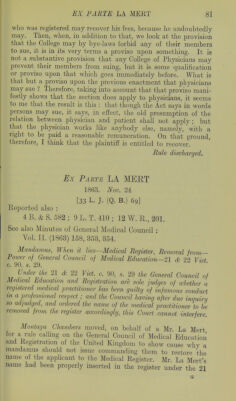 EX PARTE LA MERT 81
who was registered may recover his fees, because he undoubtedly
may. Then, when, in addition to that, we look at the provision
that the College may by bye-laws forbid any of their members
to sue, it is in its very terms a proviso upon something. It is
not a substantive provision that any College of Physicians may
prevent their members from suing, but it is some qualification
or proviso upon that which goes immediately before. What is
that but a proviso upon the previous enactment that physicians
may sue? Therefore, taking into account that that proviso mani-
festly shows that the section does apply to physicians, it seems
to me that the result is this: that though the Act says in words
persons may sue, it says, in effect, the old presumption of the
relation between physician and patient shall not apply; but
that the physician works like anybody else, namely, with a
right to be paid a reasonable remuneration. On that ground,
therefore, I think that the plaintiff is entitled to recover.
Rule discharged.
EX PARTE LA MERT
1863. Nov. 24
[33 L. J. (Q. B.) 69]
Reported also:
4 B. & S. 582; 9 L. T. 410; 12 W. R., 201.
See also Minutes of General Medical Council:
Vol. II. (1863) 158, 353, 354.
Mandamus, When it lies—Medical Register, Removal from—
Power of General Council of Medical Education—21 & 22 Vict.
c. 90, s. 29.
Under the 21 & 22 Vict. c. 90, s. 29 the General Council of
Medical Education and Registration are sole judges of whether a
registered medical practitioner has been guilty of infamous conduct
in a professional respect; and the Council having after due inquiry
so adjudged, and ordered the name of the medical practitioner to be
removed from the register accordingly, this Court cannot interfere.
Montagu Chambers moved, on behalf of a Mr. La Mert,
for a rule calling on the General Council of Medical Education
and Registration of the United Kingdom to show cause why a
mandamus should not issue commanding them to restore the
name of the applicant to the Medical Register. Mr. La Mert's
name had been properly inserted in the register under the 21
G